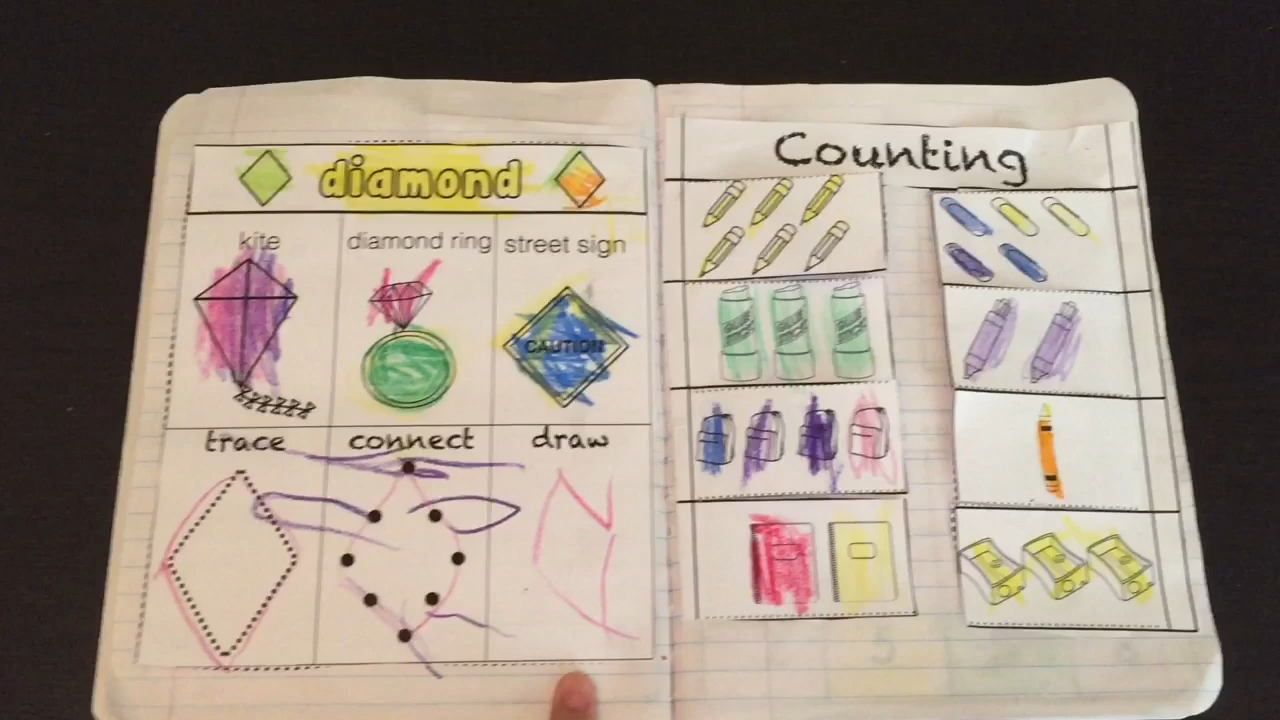 diamond
kite
diamond ring
street sign
CAUTION
trace
connect
draw
Counting